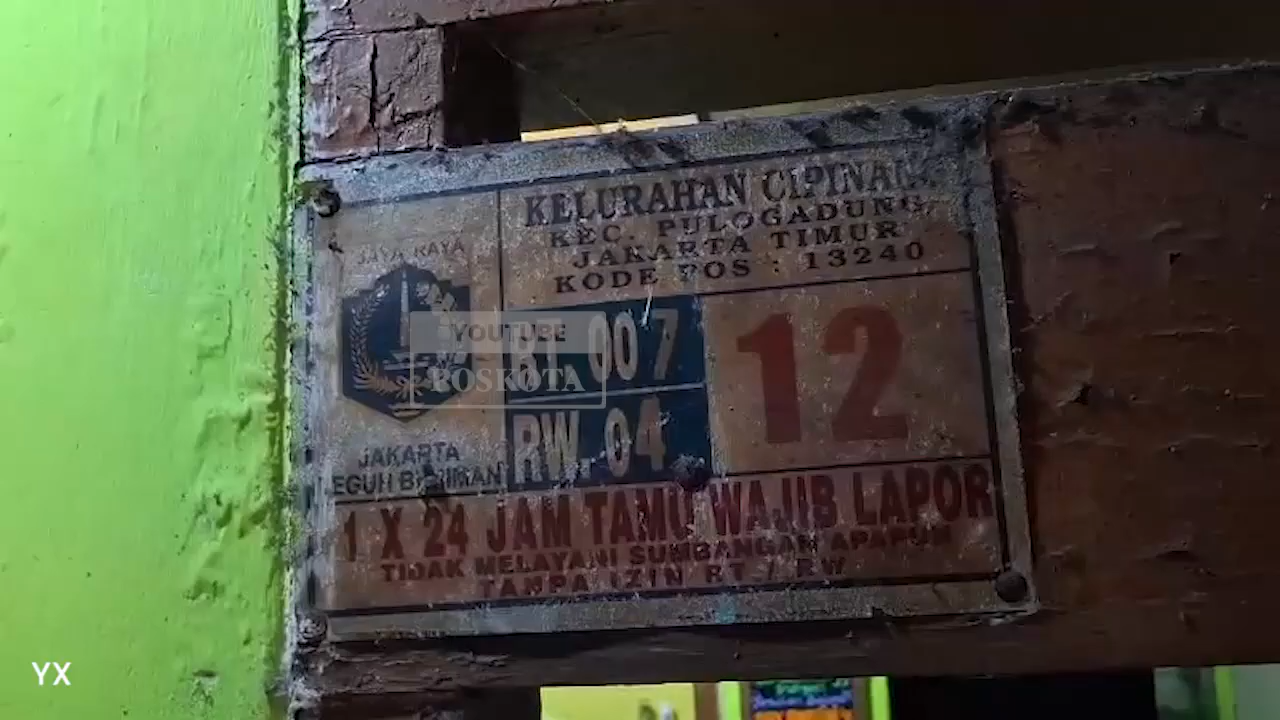 KELURAHAN CIPINANG
KEC. PULOGADUNG
JAKARTA TIMUR
KODE POS : 13240
JAYA RAYA
JAKARTA
TEGUH BERIMAN
RT. 007
RW. 04
12
1 X 24 JAM TAMU WAJIB LAPOR
TIDAK MELAYANI SUMBANGAN APAPUN
TANPA IZIN RT / RW
YOUTUBE
POSKOTA
YX